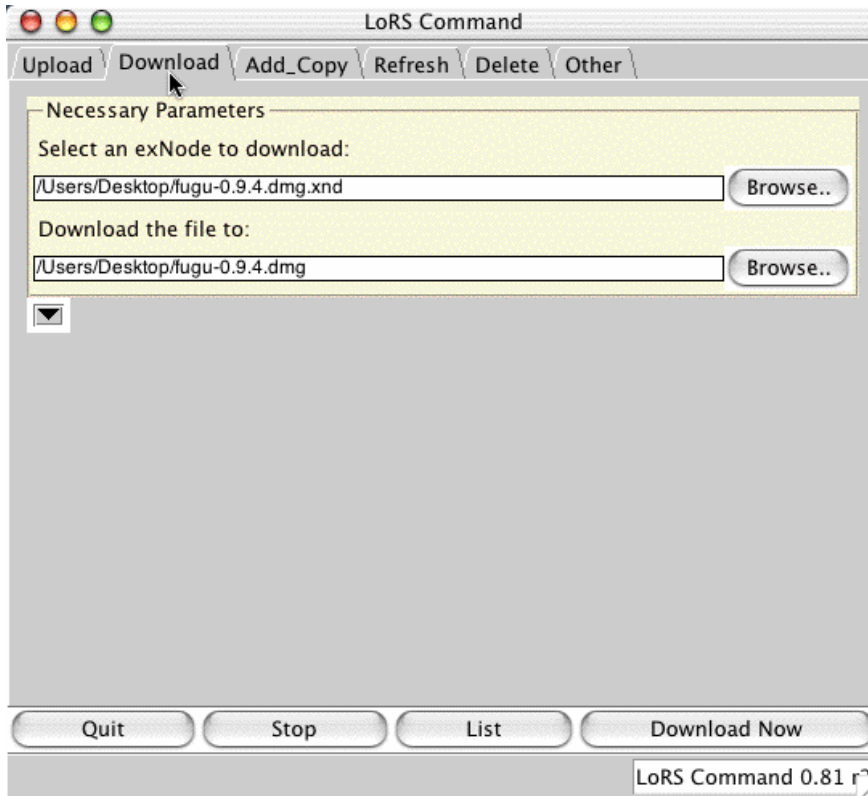 LoRS Command
Upload Download Add_Copy Refresh Delete Other
Necessary Parameters
Select an exNode to download:
/Users/Desktop/fugu-0.9.4.dmg.xnd Browse..
Download the file to:
/Users/Desktop/fugu-0.9.4.dmg Browse..
Quit Stop List Download Now
LoRS Command 0.81